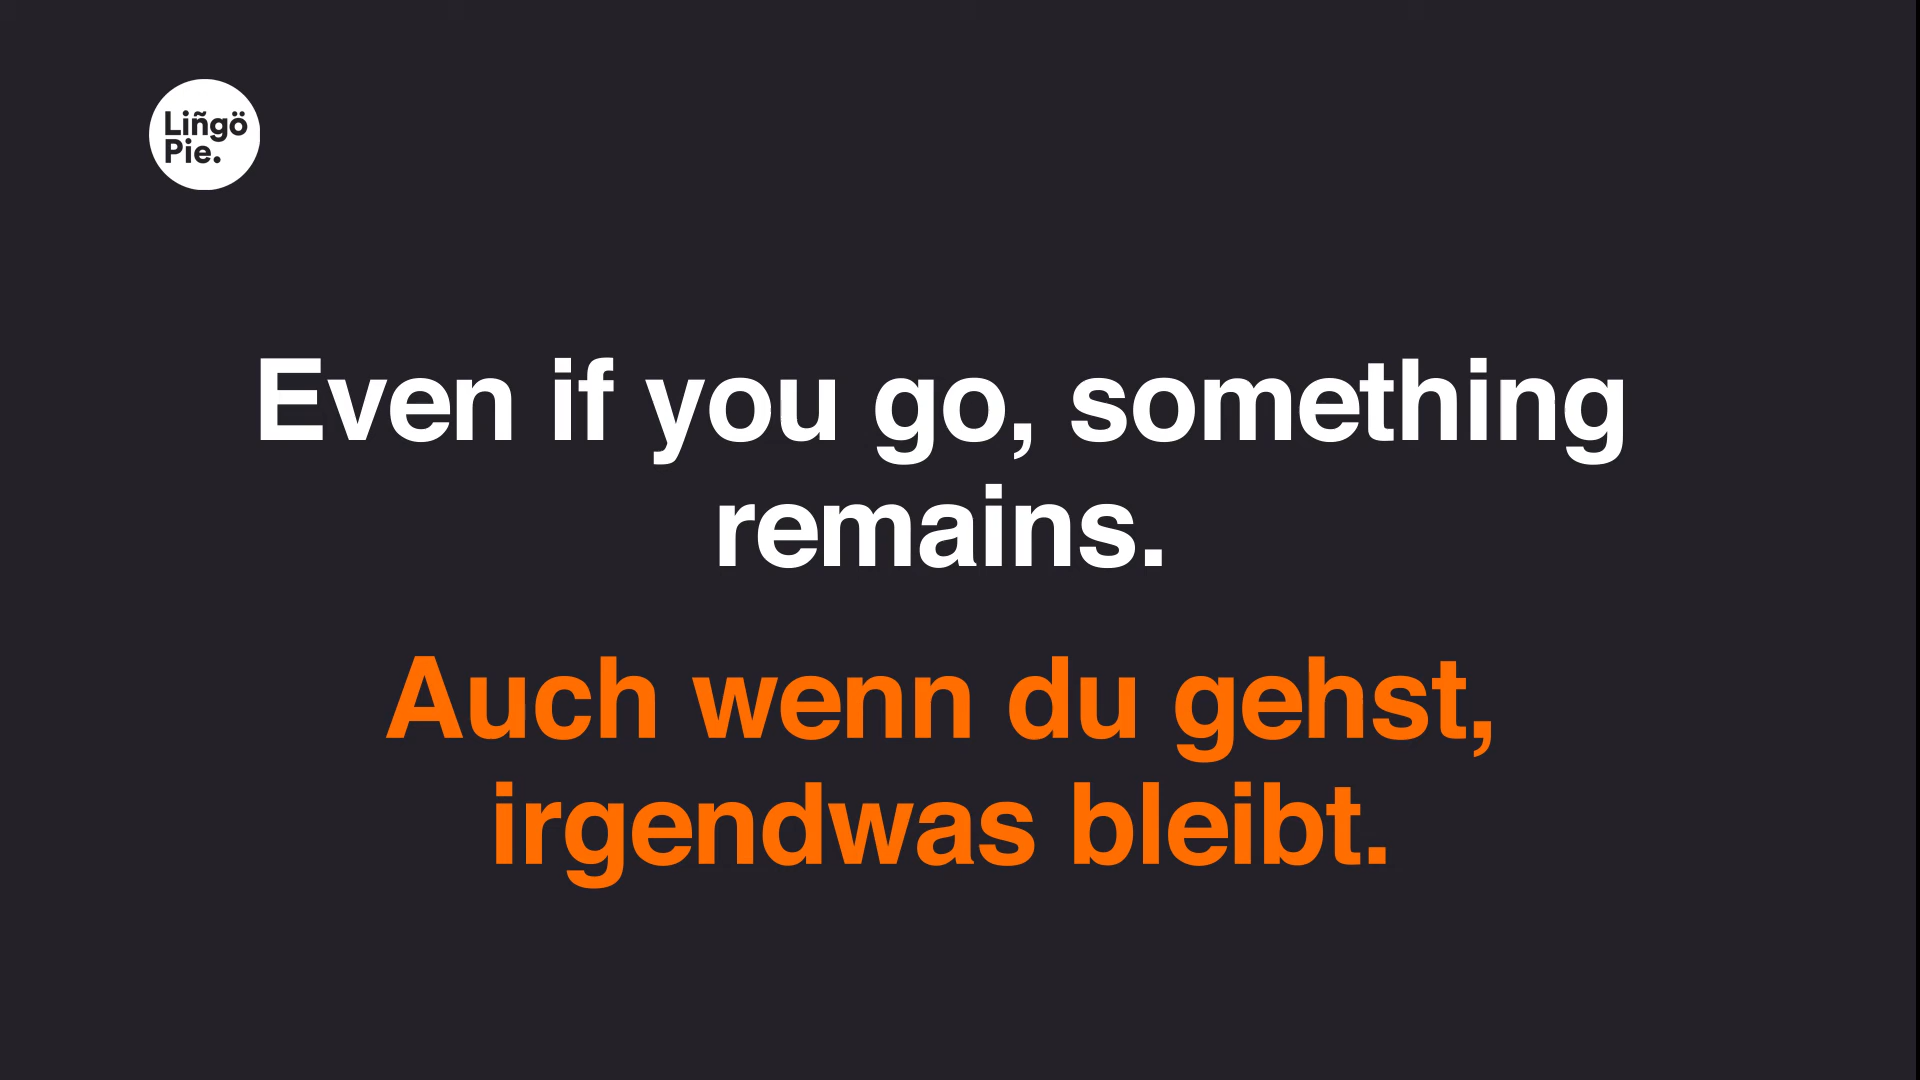 Liñgö
Pie.
Even if you go, something
remains.
Auch wenn du gehst,
irgendwas bleibt.